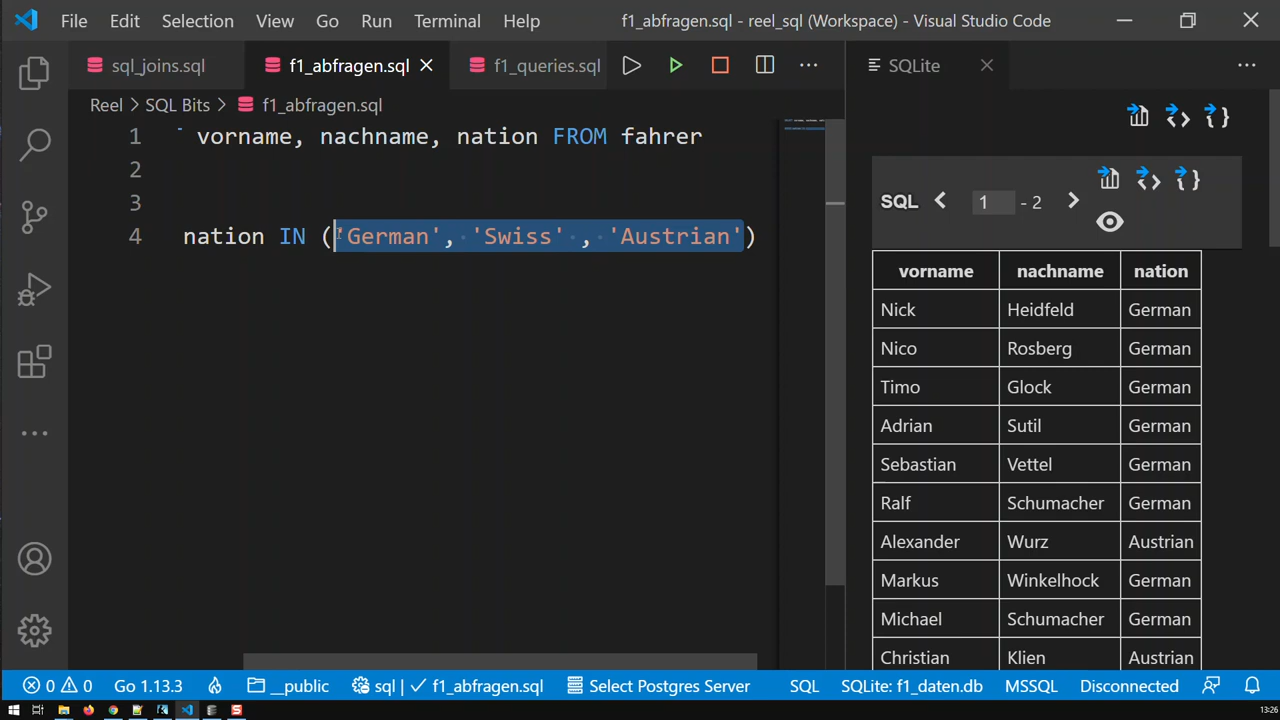 File Edit Selection View Go Run Terminal Help f1_abfragen.sql - reel_sql (Workspace) - Visual Studio Code
sql_joins.sql f1_abfragen.sql f1_queries.sql SQLite
Reel > SQL Bits > f1_abfragen.sql
1 vorname, nachname, nation FROM fahrer
2
3
4 nation IN ('German', 'Swiss' , 'Austrian')
SQL 1 - 2
vorname nachname nation
Nick Heidfeld German
Nico Rosberg German
Timo Glock German
Adrian Sutil German
Sebastian Vettel German
Ralf Schumacher German
Alexander Wurz Austrian
Markus Winkelhock German
Michael Schumacher German
Christian Klien Austrian
0 0 Go 1.13.3 __public sql | f1_abfragen.sql Select Postgres Server SQL SQLite: f1_daten.db MSSQL Disconnected
13:26